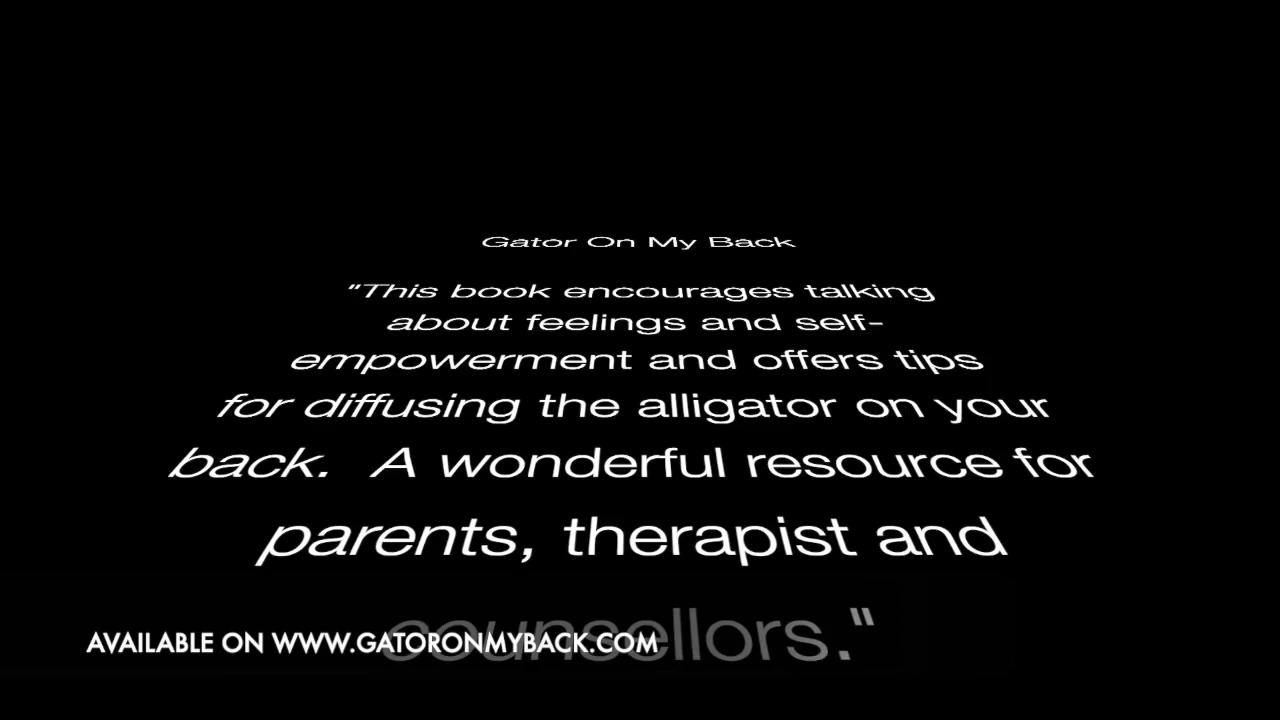 Gator On My Back
"This book encourages talking
about feelings and self-
empowerment and offers tips
for diffusing the alligator on your
back. A wonderful resource for
parents, therapist and
counsellors."
AVAILABLE ON WWW.GATORONMYBACK.COM